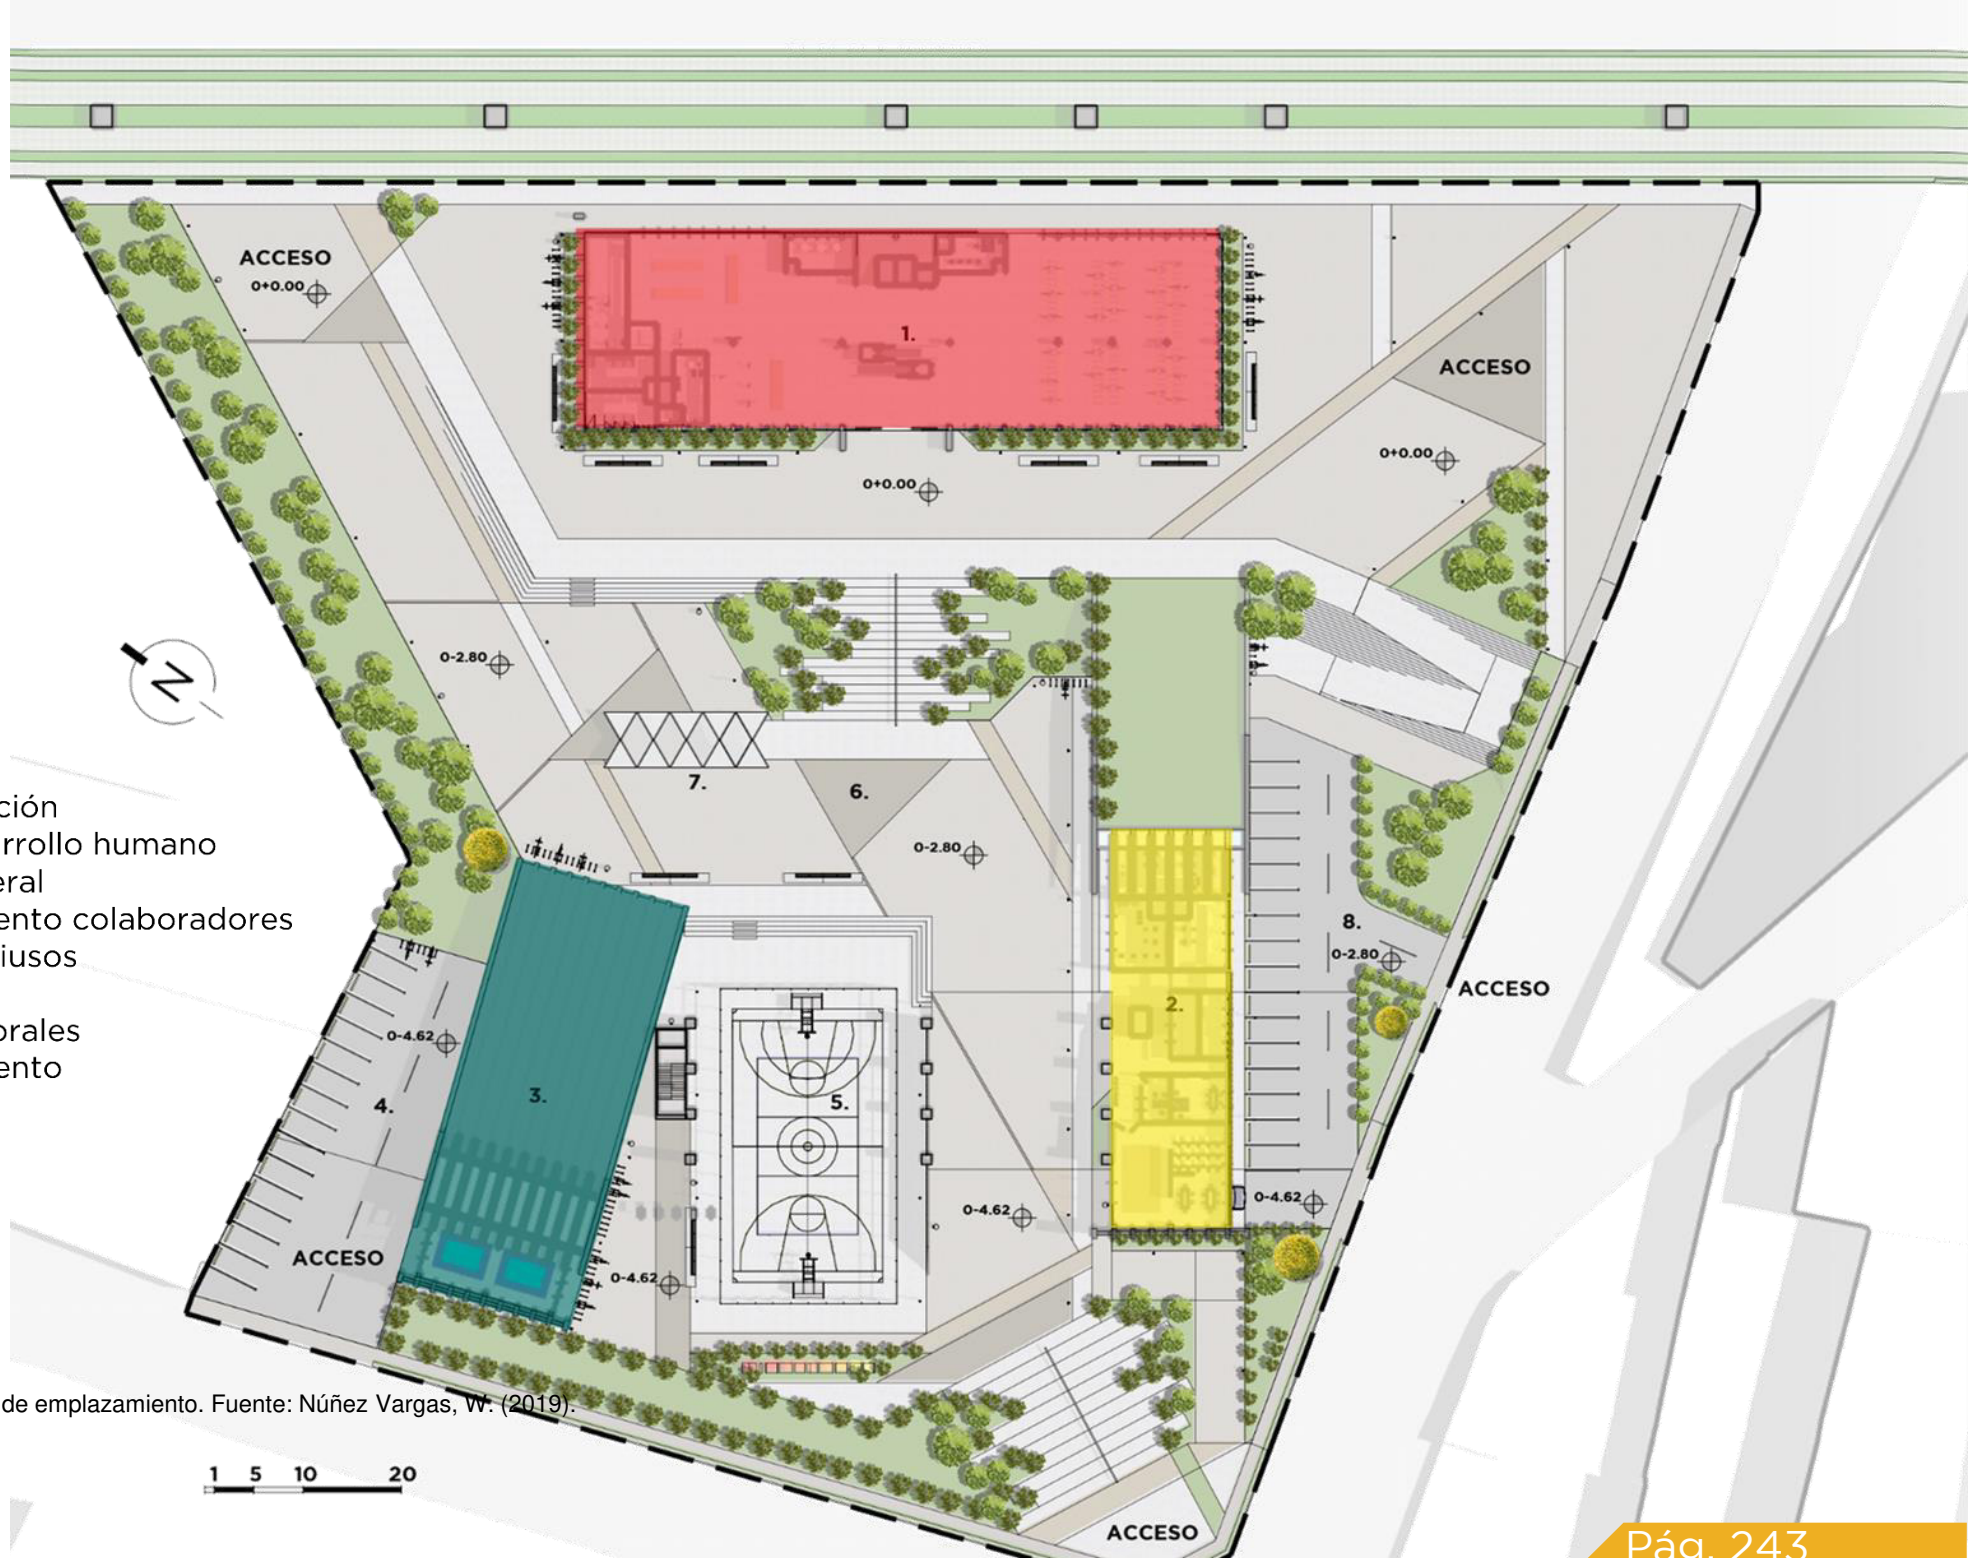 ACCESO
0+0.00
1.
ACCESO
0+0.00
0+0.00
0-2.80
N
7.
6.
0-2.80
ción
rrollo humano
eral
ento colaboradores
iusos
orales
ento
8.
0-2.80
ACCESO
2.
0-4.62
3.
4.
5.
0-4.62
0-4.62
ACCESO
0-4.62
de emplazamiento. Fuente: Núñez Vargas, W. (2019).
1 5 10 20
ACCESO
Pág. 243